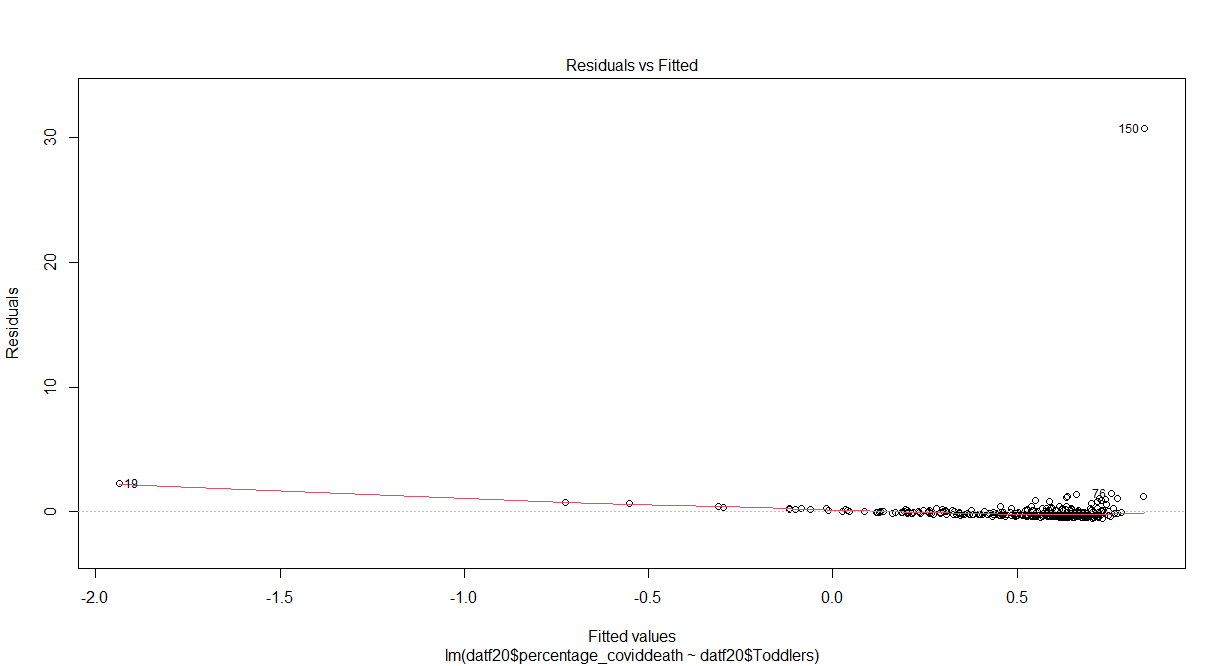 Residuals vs Fitted
30
20
10
0
Residuals
150
19
76
-2.0 -1.5 -1.0 -0.5 0.0 0.5
Fitted values
lm(datf20$percentage_coviddeath ~ datf20$Toddlers)